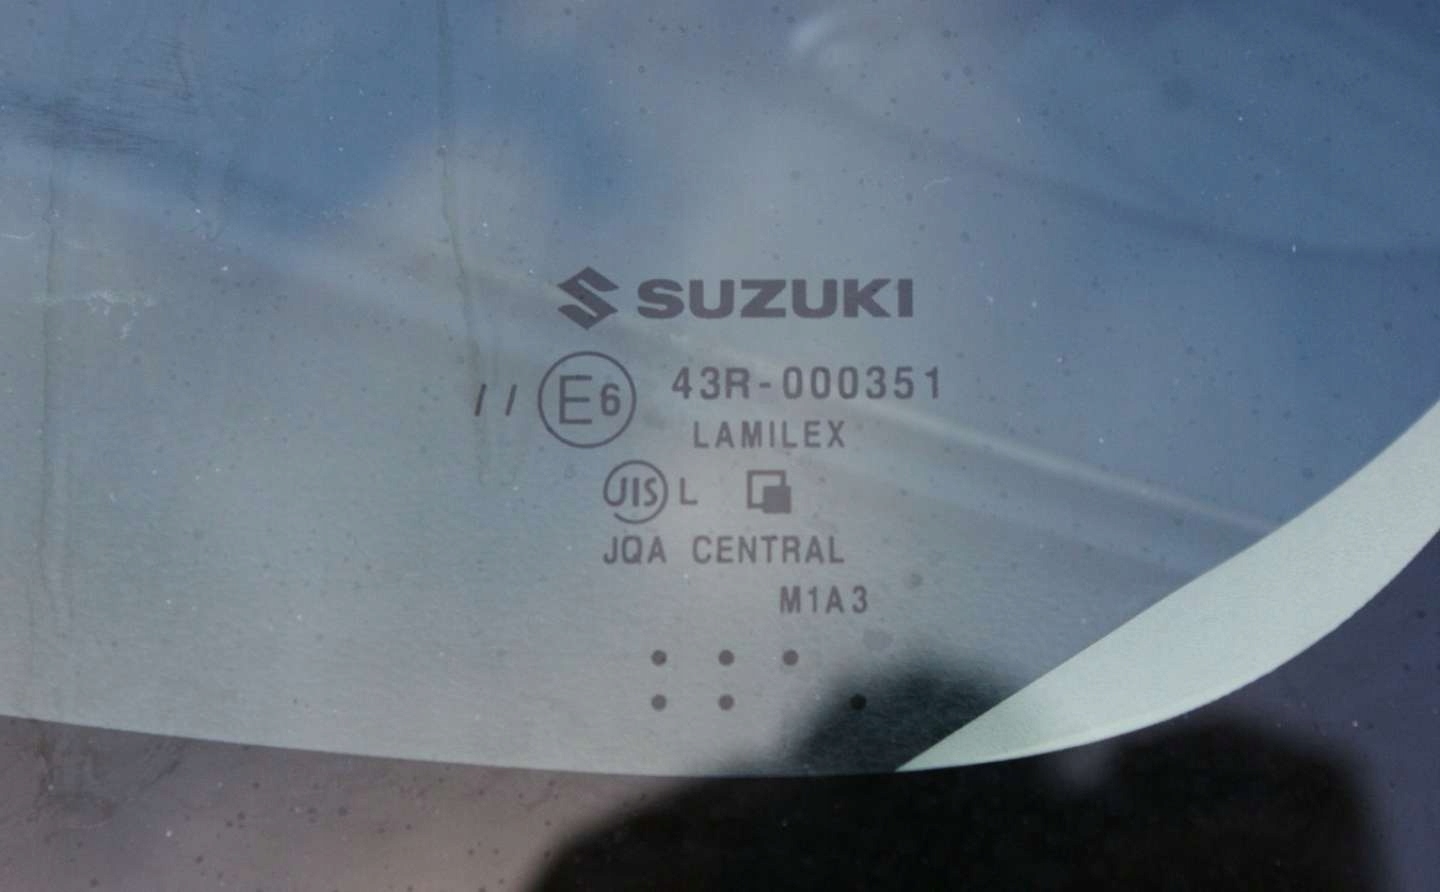 SUZUKI
// E6 43R-000351
LAMILEX
JIS L
JQA CENTRAL
M1A3